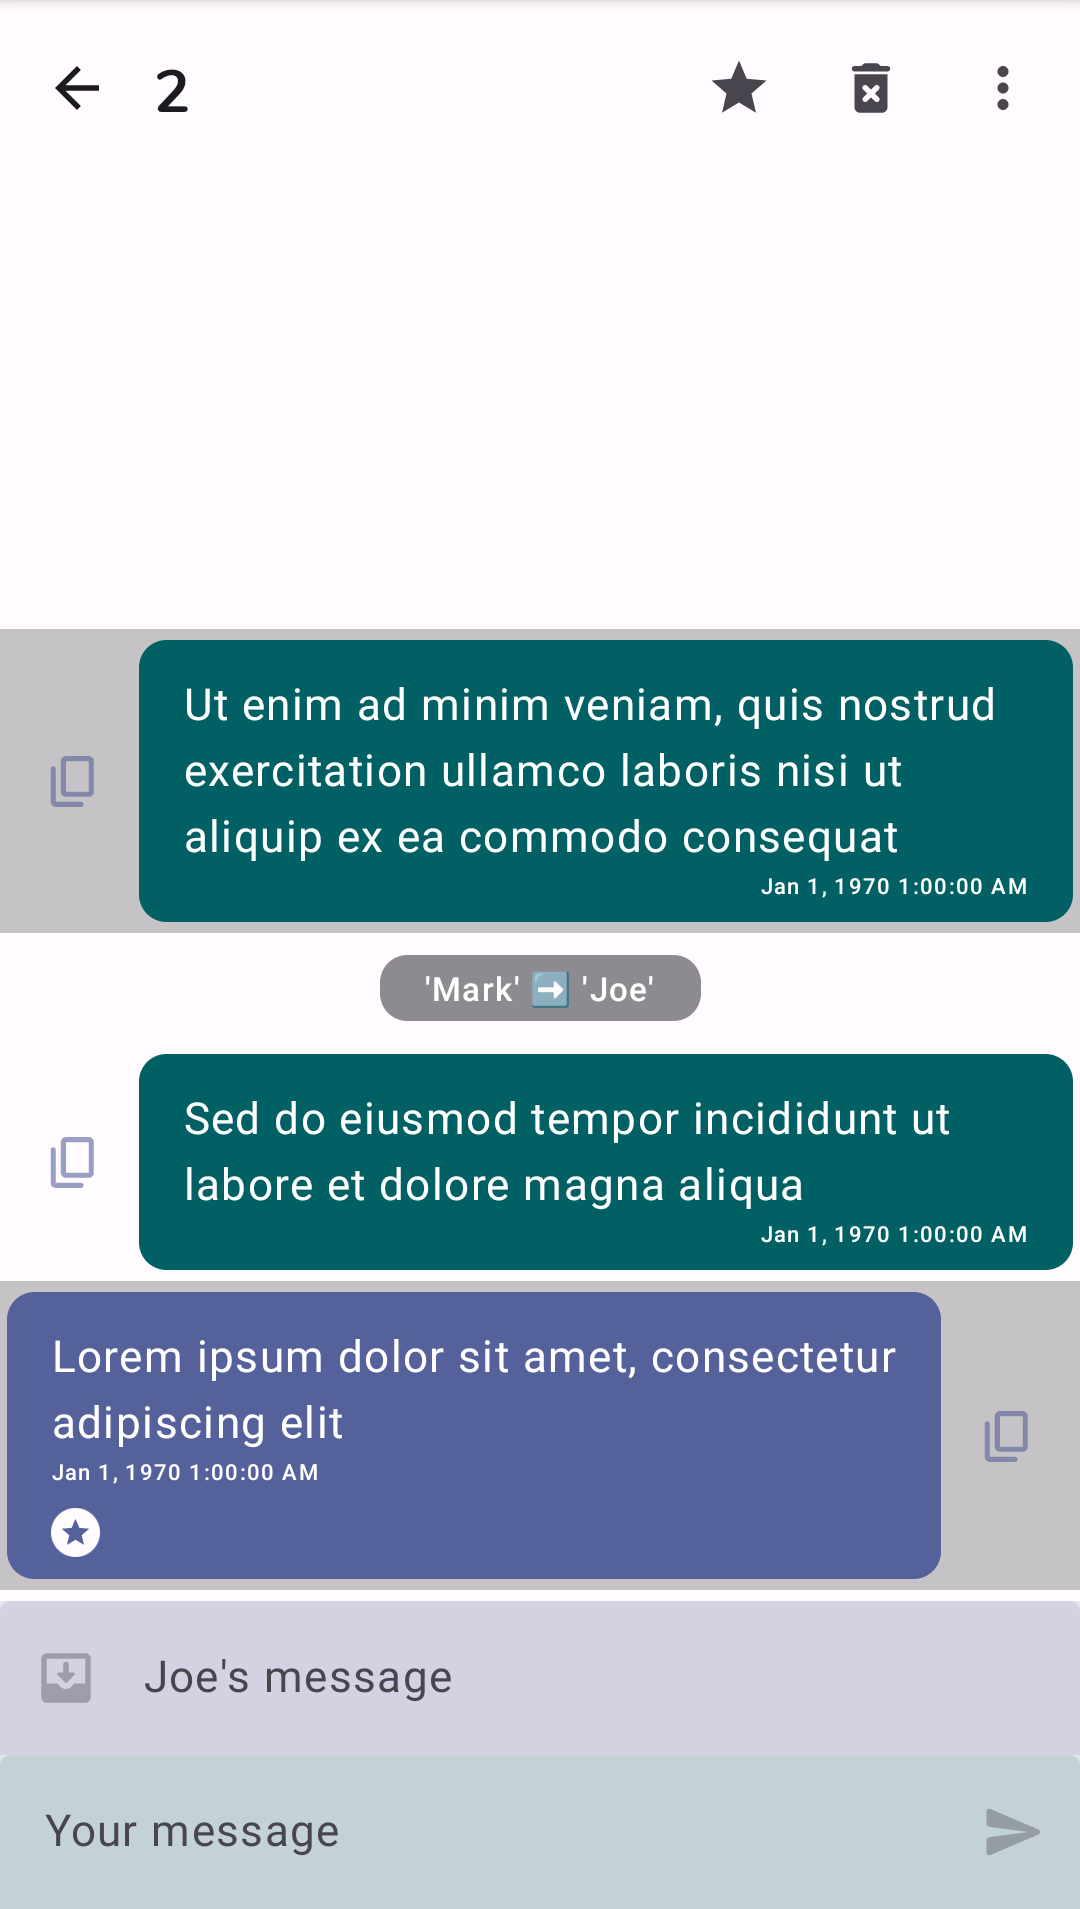 2
Ut enim ad minim veniam, quis nostrud
exercitation ullamco laboris nisi ut
aliquip ex ea commodo consequat
Jan 1, 1970 1:00:00 AM
'Mark' ➡️ 'Joe'
Sed do eiusmod tempor incididunt ut
labore et dolore magna aliqua
Jan 1, 1970 1:00:00 AM
Lorem ipsum dolor sit amet, consectetur
adipiscing elit
Jan 1, 1970 1:00:00 AM
Joe's message
Your message